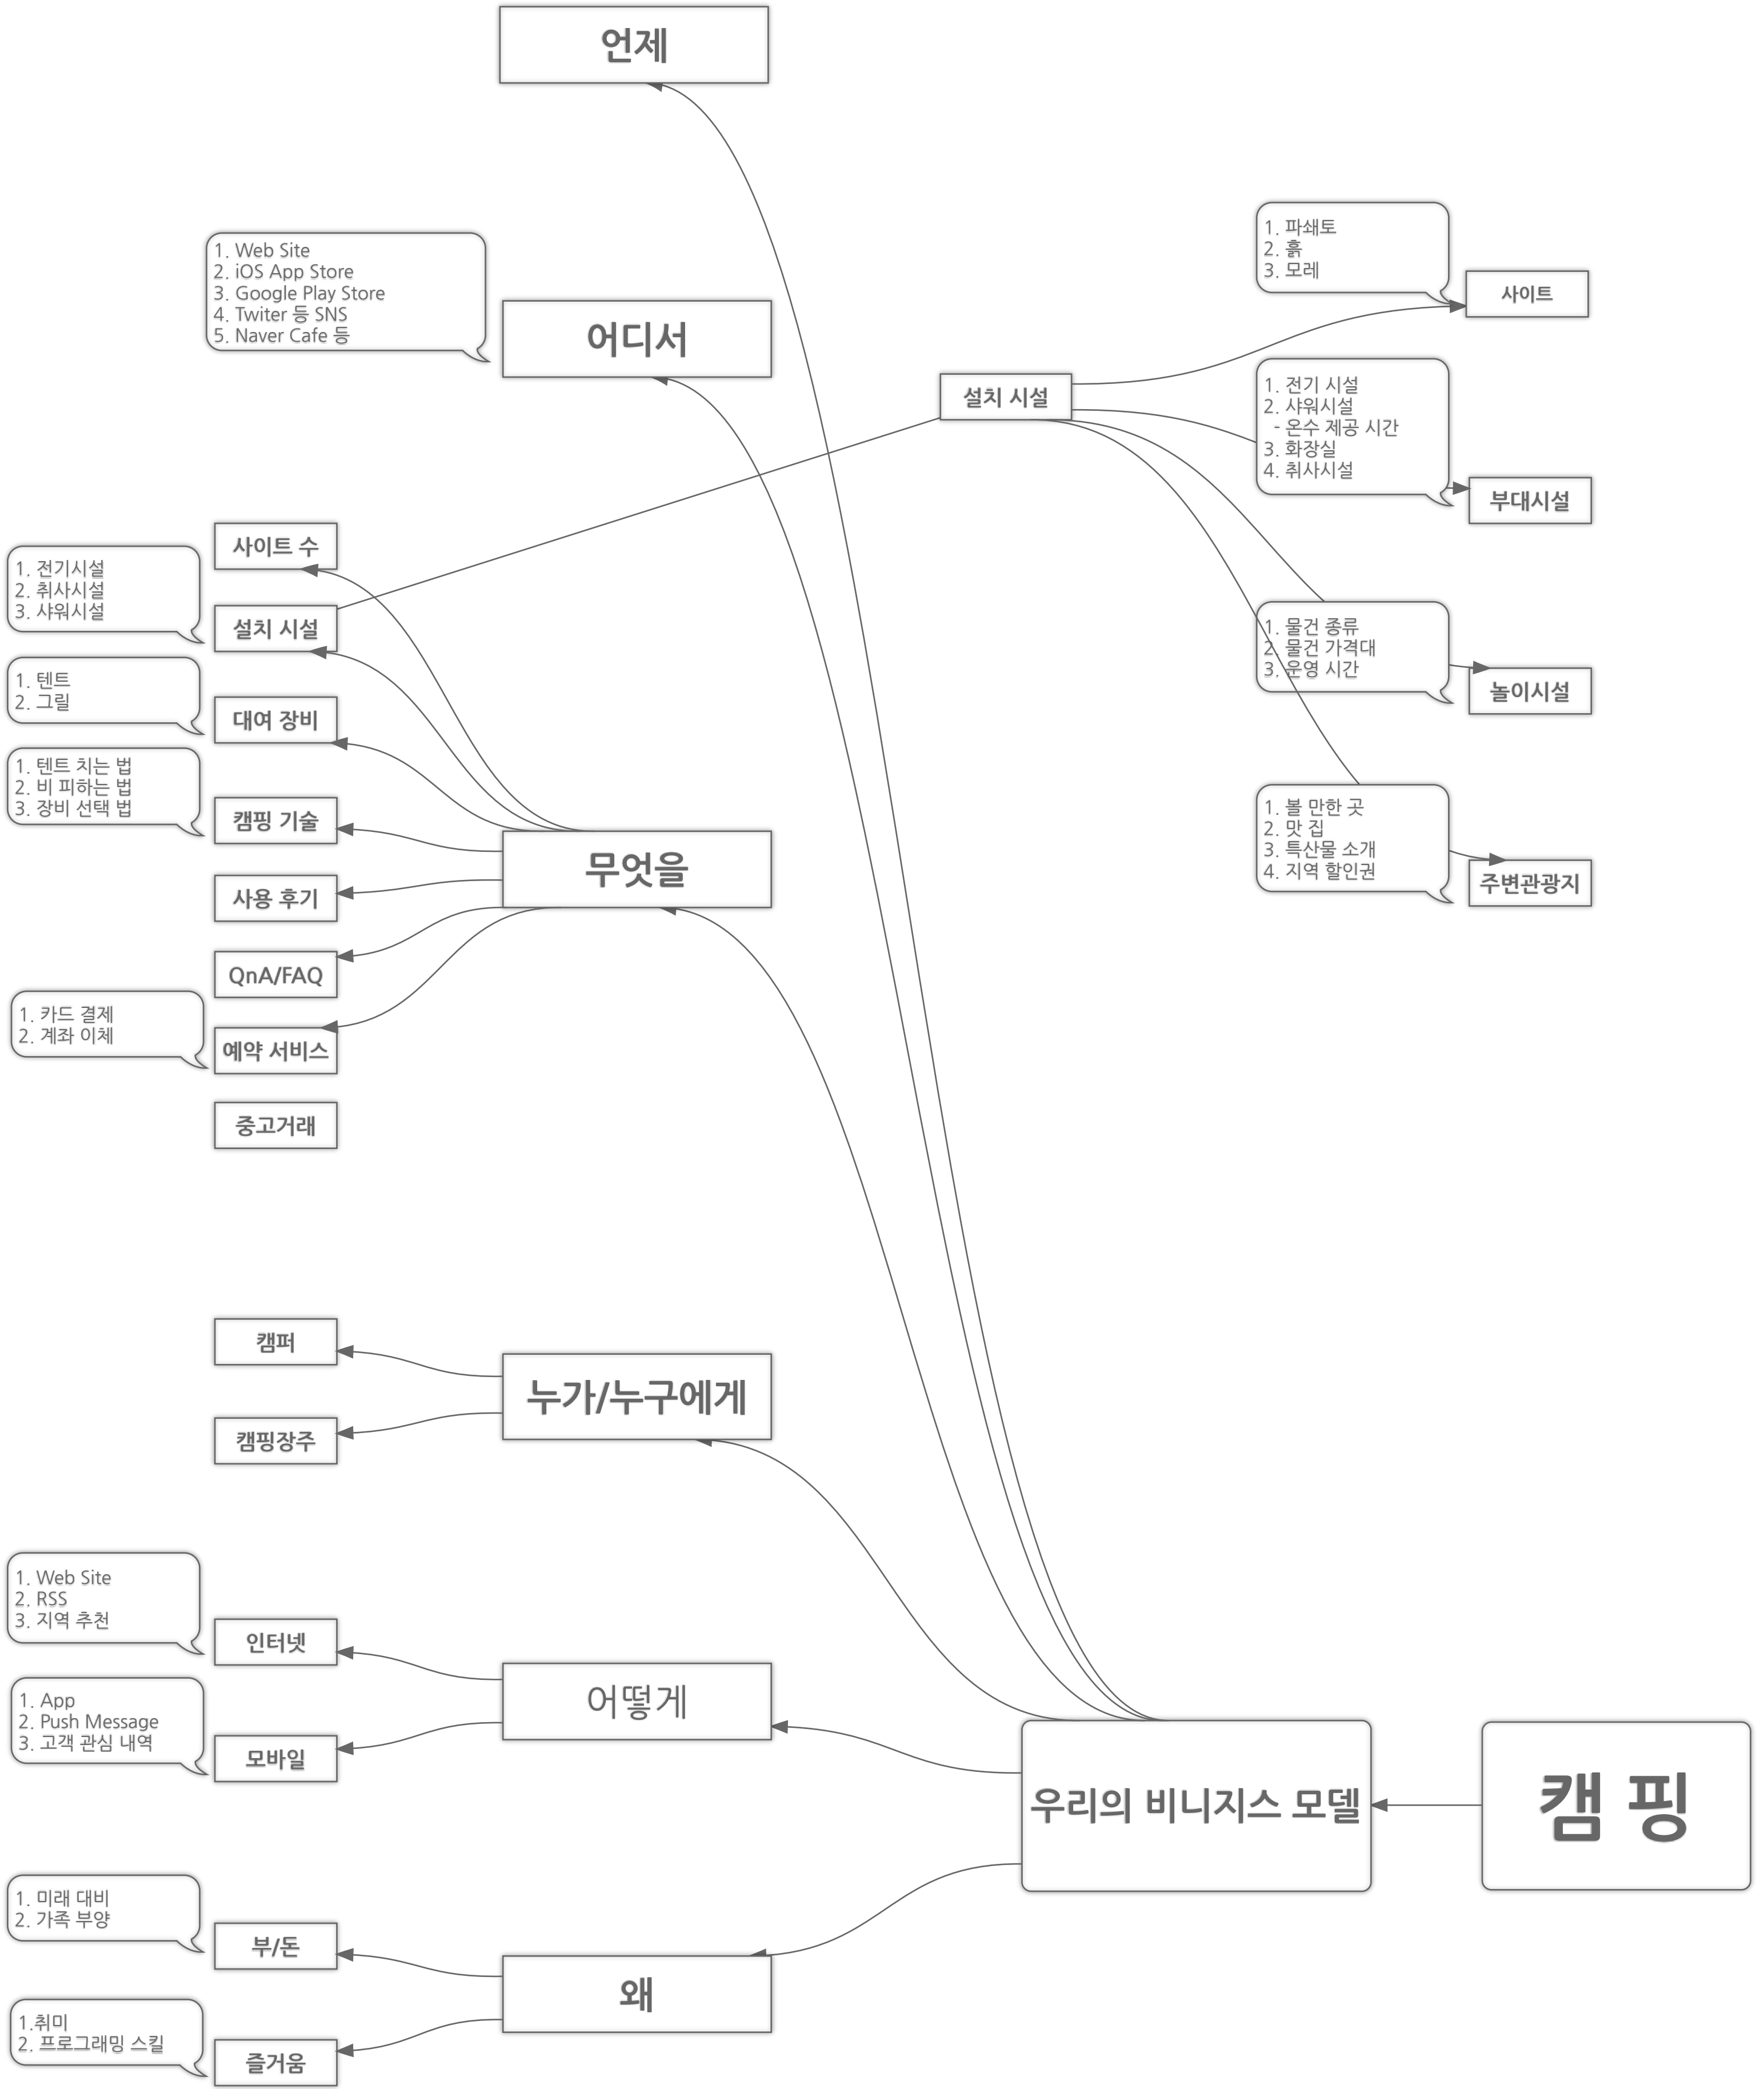 언제
1. Web Site
2. iOS App Store
3. Google Play Store
4. Twiter 등 SNS
5. Naver Cafe 등
어디서
1. 파쇄토
2. 흙
3. 모레
사이트
설치 시설
1. 전기 시설
2. 샤워시설
- 온수 제공 시간
3. 화장실
4. 취사시설
부대시설
1. 물건 종류
2. 물건 가격대
3. 운영 시간
놀이시설
1. 볼 만한 곳
2. 맛 집
3. 특산물 소개
4. 지역 할인권
주변관광지
사이트 수
1. 전기시설
2. 취사시설
3. 샤워시설
설치 시설
1. 텐트
2. 그릴
대여 장비
1. 텐트 치는 법
2. 비 피하는 법
3. 장비 선택 법
캠핑 기술
무엇을
사용 후기
QnA/FAQ
1. 카드 결제
2. 계좌 이체
예약 서비스
중고거래
캠퍼
누가/누구에게
캠핑장주
1. Web Site
2. RSS
3. 지역 추천
인터넷
어떻게
1. App
2. Push Message
3. 고객 관심 내역
모바일
우리의 비니지스 모델
캠 핑
1. 미래 대비
2. 가족 부양
부/돈
왜
1.취미
2. 프로그래밍 스킬
즐거움